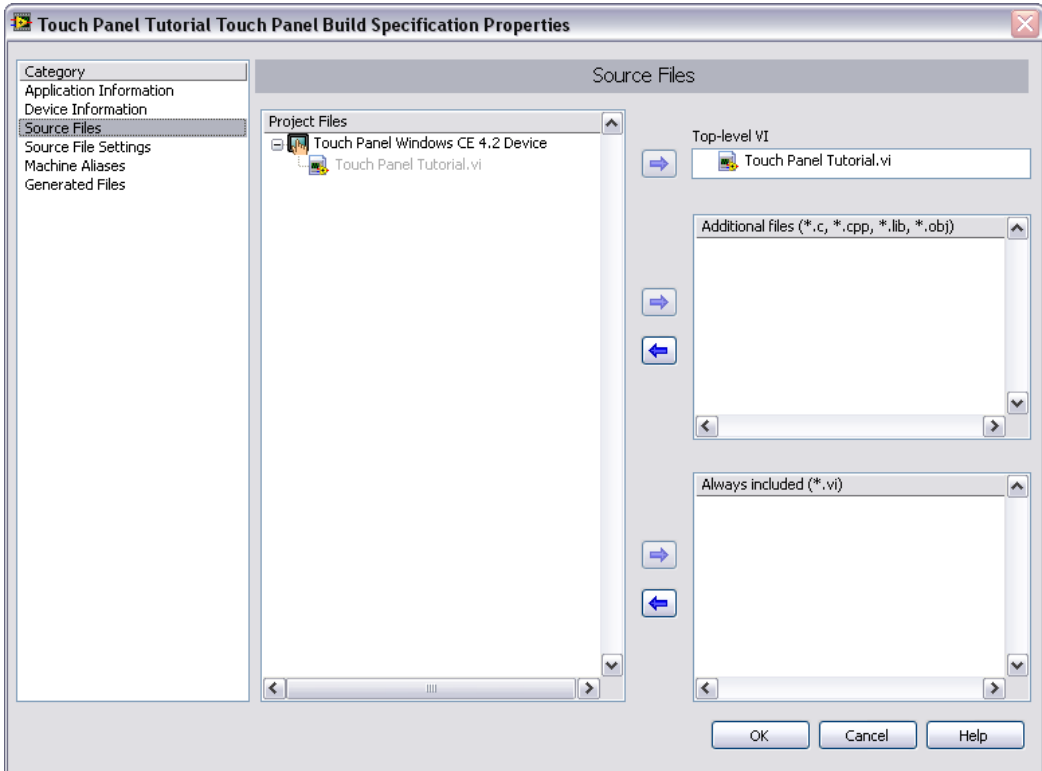 Touch Panel Tutorial Touch Panel Build Specification Properties
Category
Application Information
Device Information
Source Files
Source File Settings
Machine Aliases
Generated Files
Source Files
Project Files
Touch Panel Windows CE 4.2 Device
Touch Panel Tutorial.vi
Top-level VI
Touch Panel Tutorial.vi
Additional files (*.c, *.cpp, *.lib, *.obj)
Always included (*.vi)
OK
Cancel
Help